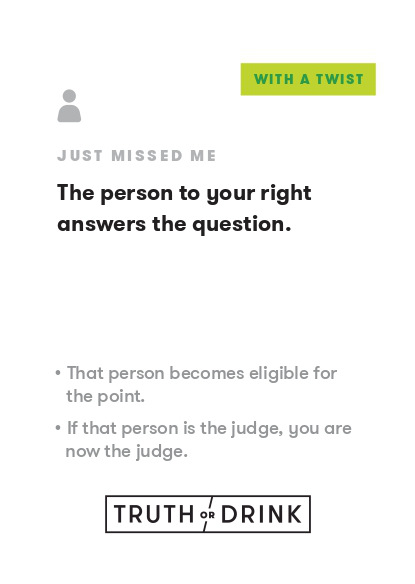 WITH A TWIST
JUST MISSED ME
The person to your right
answers the question.
• That person becomes eligible for
the point.
• If that person is the judge, you are
now the judge.
TRUTH OR DRINK